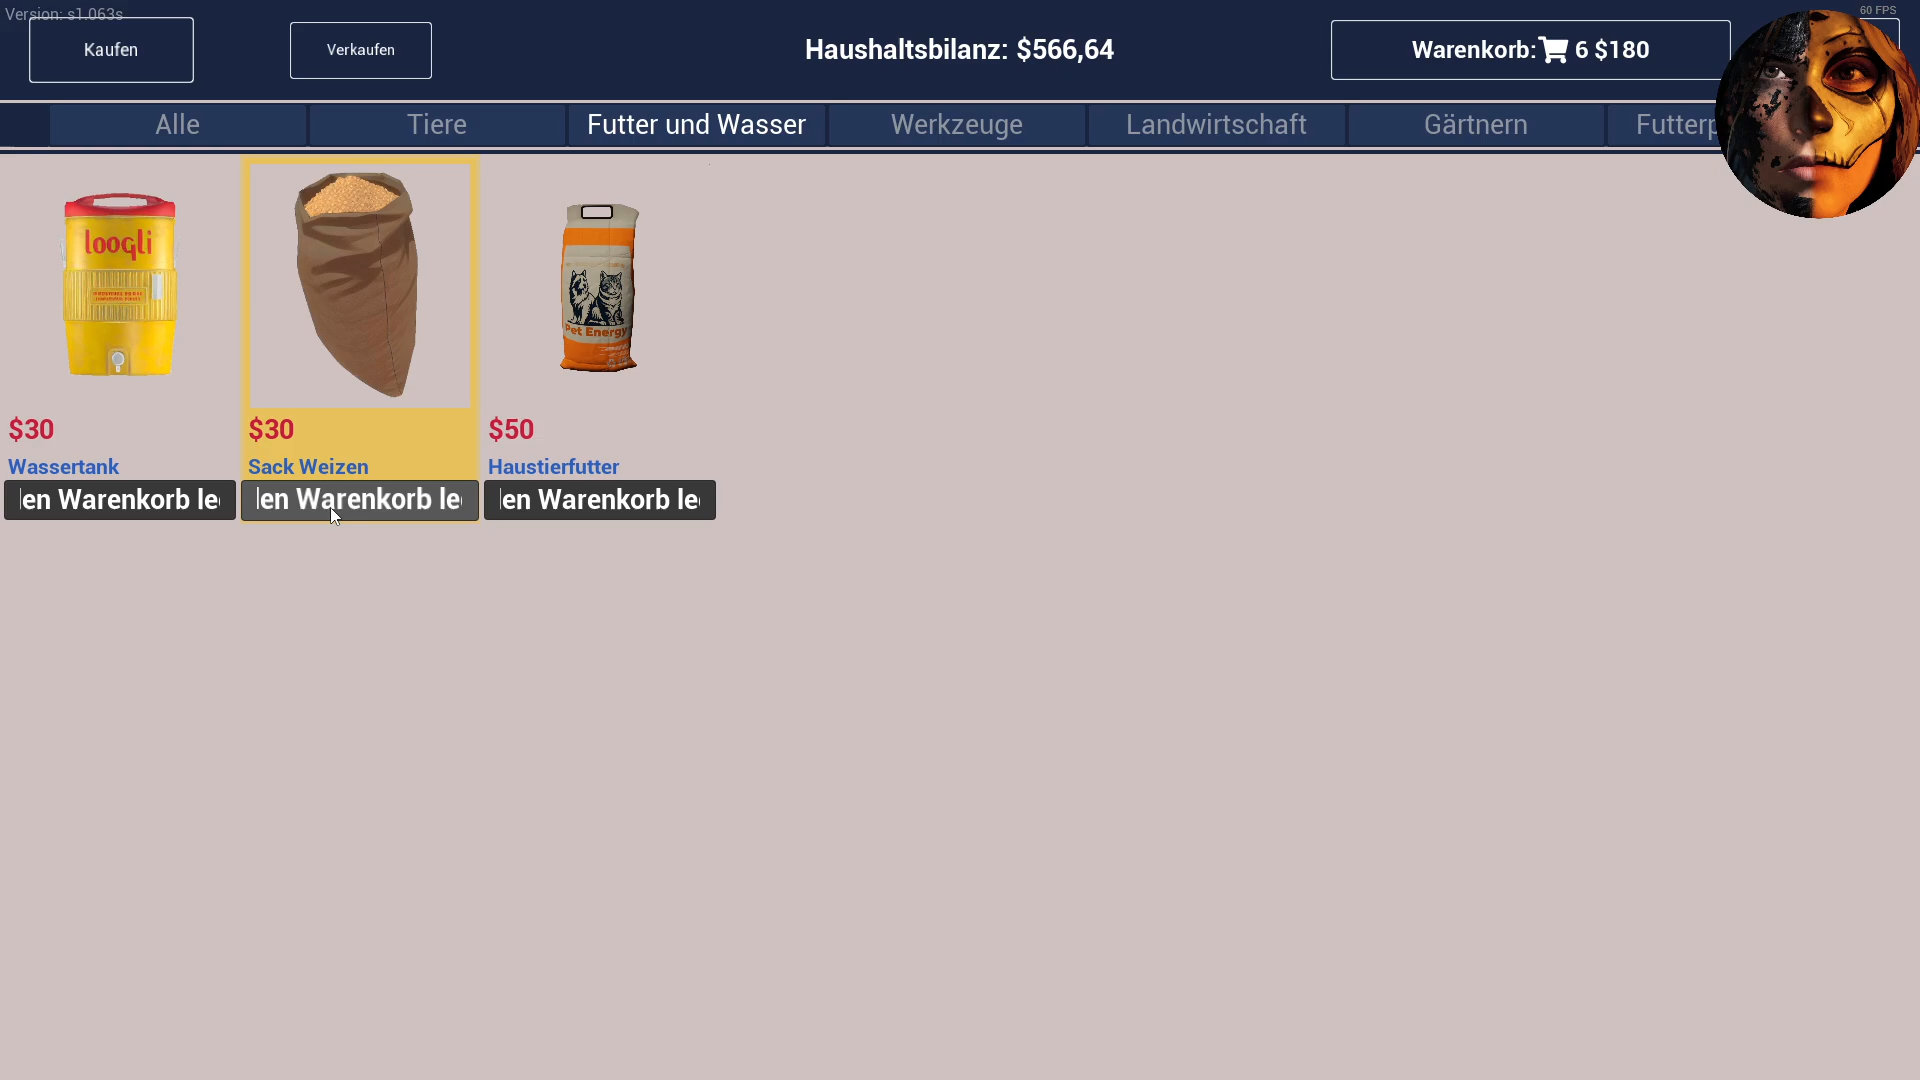 Version: s1.063s
60 FPS
Kaufen
Verkaufen
Haushaltsbilanz: $566,64
Warenkorb: 6 $180
Alle
Tiere
Futter und Wasser
Werkzeuge
Landwirtschaft
Gärtnern
loogli
Pet Energy
$30
$30
$50
Wassertank
Sack Weizen
Haustierfutter
en Warenkorb le
en Warenkorb le
en Warenkorb le